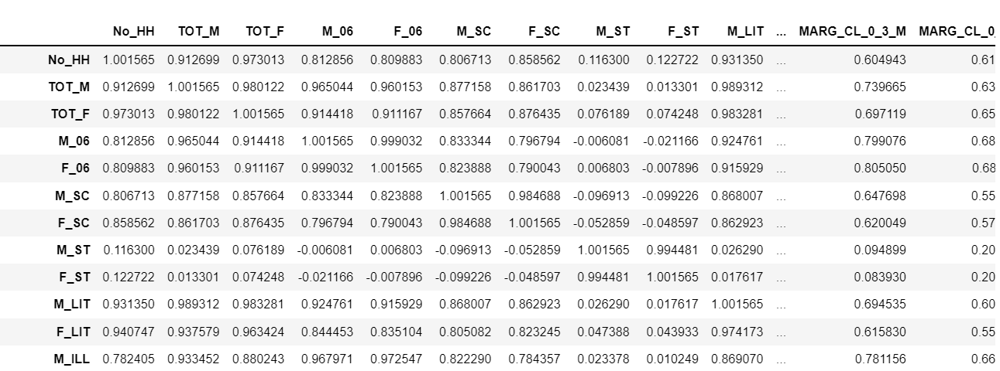 No_HH TOT_M TOT_F M_06 F_06 M_SC F_SC M_ST F_ST M_LIT ... MARG_CL_0_3_M MARG_CL_0_
No_HH 1.001565 0.912699 0.973013 0.812856 0.809883 0.806713 0.858562 0.116300 0.122722 0.931350 ... 0.604943 0.61
TOT_M 0.912699 1.001565 0.980122 0.965044 0.960153 0.877158 0.861703 0.023439 0.013301 0.989312 ... 0.739665 0.63
TOT_F 0.973013 0.980122 1.001565 0.914418 0.911167 0.857664 0.876435 0.076189 0.074248 0.983281 ... 0.697119 0.65
M_06 0.812856 0.965044 0.914418 1.001565 0.999032 0.833344 0.796794 -0.006081 -0.021166 0.924761 ... 0.799076 0.68
F_06 0.809883 0.960153 0.911167 0.999032 1.001565 0.823888 0.790043 0.006803 -0.007896 0.915929 ... 0.805050 0.68
M_SC 0.806713 0.877158 0.857664 0.833344 0.823888 1.001565 0.984688 -0.096913 -0.099226 0.868007 ... 0.647698 0.55
F_SC 0.858562 0.861703 0.876435 0.796794 0.790043 0.984688 1.001565 -0.052859 -0.048597 0.862923 ... 0.620049 0.57
M_ST 0.116300 0.023439 0.076189 -0.006081 0.006803 -0.096913 -0.052859 1.001565 0.994481 0.026290 ... 0.094899 0.20
F_ST 0.122722 0.013301 0.074248 -0.021166 -0.007896 -0.099226 -0.048597 0.994481 1.001565 0.017617 ... 0.083930 0.20
M_LIT 0.931350 0.989312 0.983281 0.924761 0.915929 0.868007 0.862923 0.026290 0.017617 1.001565 ... 0.694535 0.60
F_LIT 0.940747 0.937579 0.963424 0.844453 0.835104 0.805082 0.823245 0.047388 0.043933 0.974173 ... 0.615830 0.55
M_ILL 0.782405 0.933452 0.880243 0.967971 0.972547 0.822290 0.784357 0.023378 0.010249 0.869070 ... 0.781156 0.66